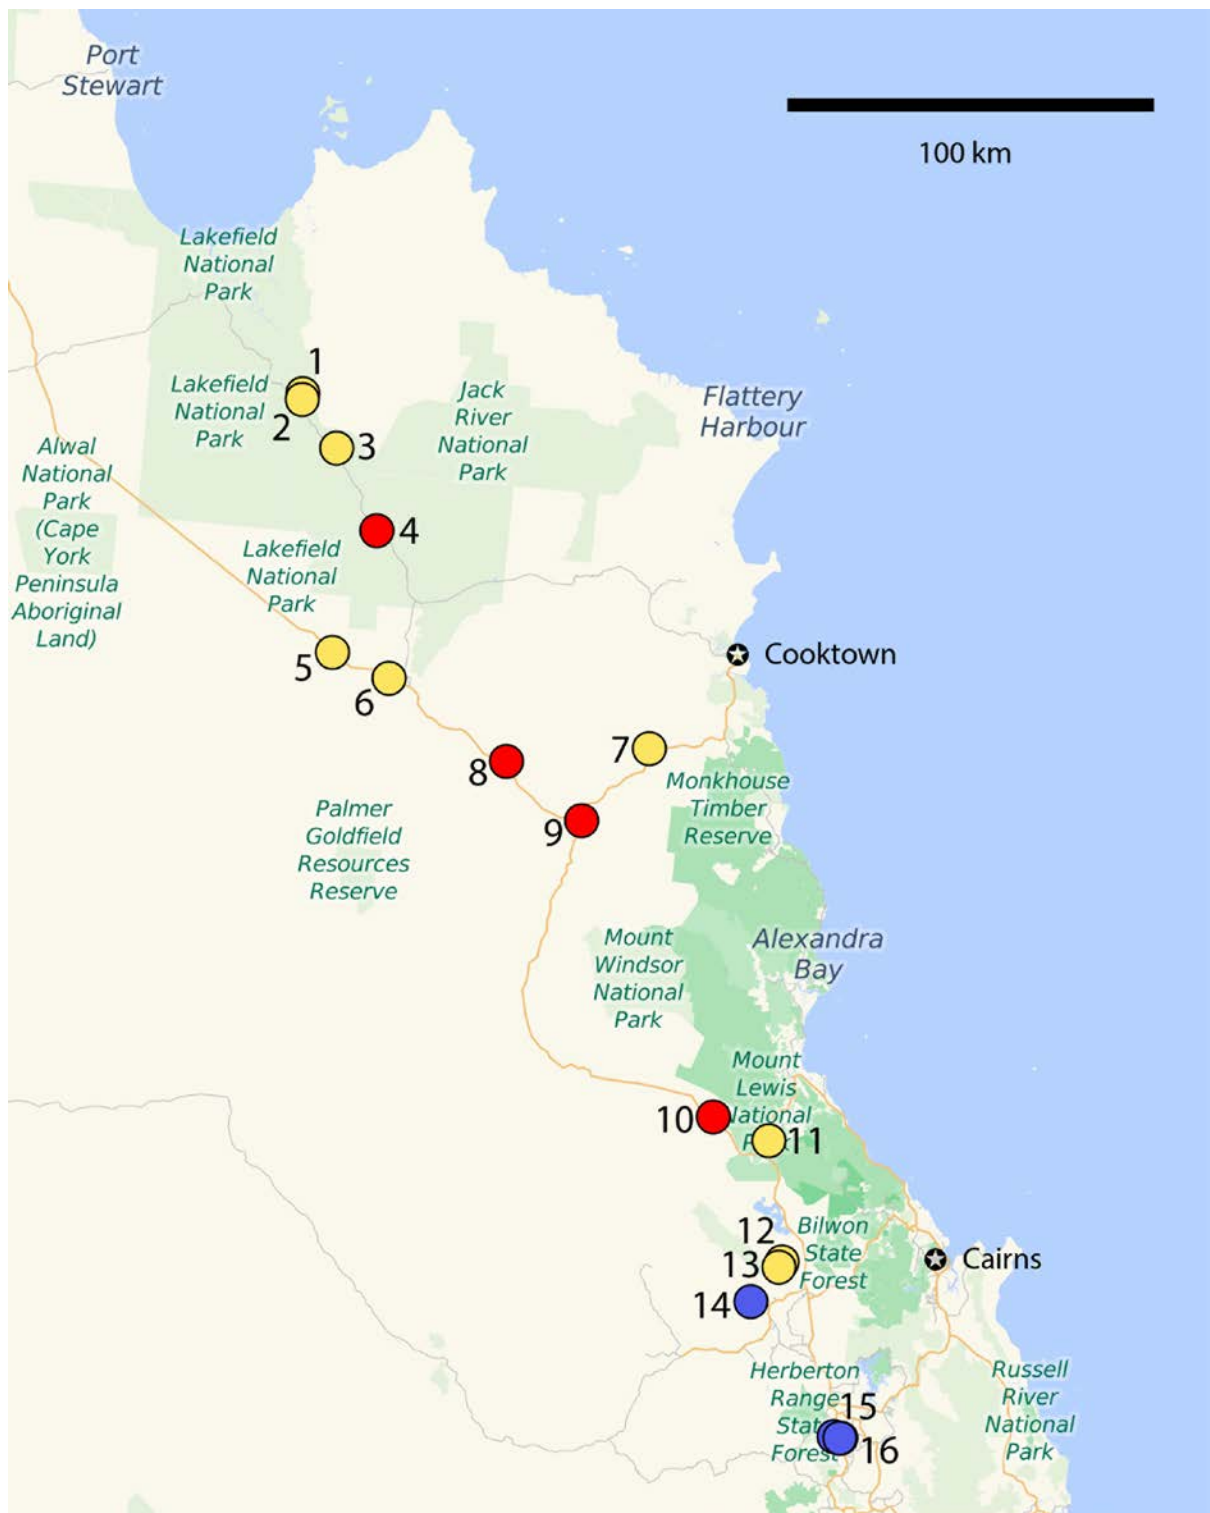 Port
Stewart
100 km
Lakefield
National
Park
1
Lakefield
National
Park
2
3
Jack
River
National
Park
Flattery
Harbour
Alwal
National
Park
(Cape
York
Peninsula
Aboriginal
Land)
4
Lakefield
National
Park
5
6
Cooktown
7
8
9
Monkhouse
Timber
Reserve
Palmer
Goldfield
Resources
Reserve
Mount
Windsor
National
Park
Alexandra
Bay
Mount
Lewis
National
10
11
12
13
14
Bilwon
State
Forest
Cairns
Herberton
Range
State
Forest
15
16
Russell
River
National
Park